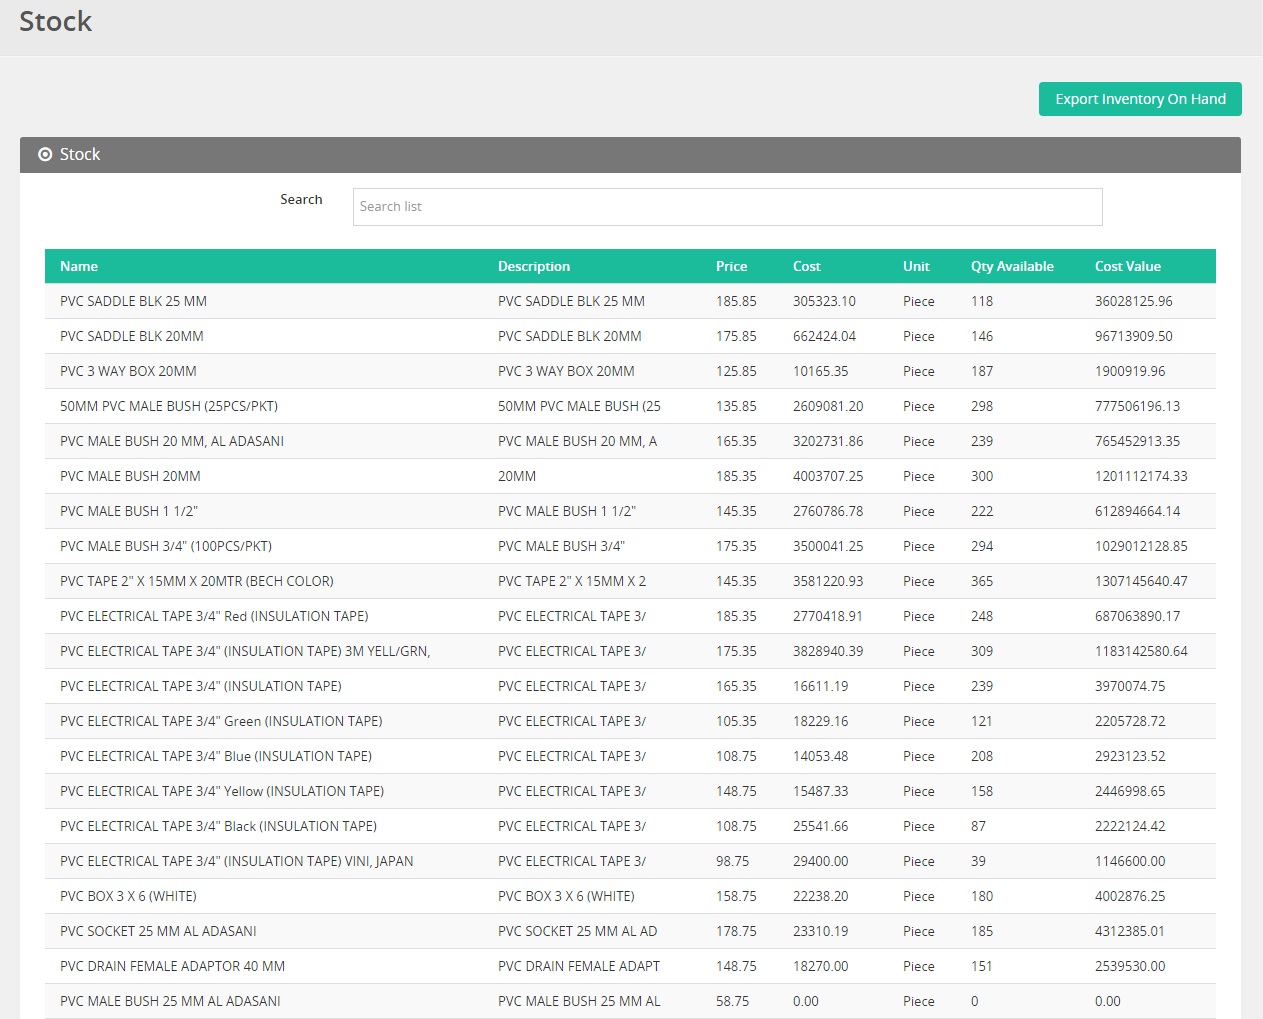 Stock
Export Inventory On Hand
Stock
Search Search list
Name Description Price Cost Unit Qty Available Cost Value
PVC SADDLE BLK 25 MM PVC SADDLE BLK 25 MM 185.85 305323.10 Piece 118 36028125.96
PVC SADDLE BLK 20MM PVC SADDLE BLK 20MM 175.85 662424.04 Piece 146 96713909.50
PVC 3 WAY BOX 20MM PVC 3 WAY BOX 20MM 125.85 10165.35 Piece 187 1900919.96
50MM PVC MALE BUSH (25PCS/PKT) 50MM PVC MALE BUSH (25 135.85 2609081.20 Piece 298 777506196.13
PVC MALE BUSH 20 MM, AL ADASANI PVC MALE BUSH 20 MM, A 165.35 3202731.86 Piece 239 765452913.35
PVC MALE BUSH 20MM 20MM 185.35 4003707.25 Piece 300 1201112174.33
PVC MALE BUSH 1 1/2" PVC MALE BUSH 1 1/2" 145.35 2760786.78 Piece 222 612894664.14
PVC MALE BUSH 3/4" (100PCS/PKT) PVC MALE BUSH 3/4" 175.35 3500041.25 Piece 294 1029012128.85
PVC TAPE 2" X 15MM X 20MTR (BECH COLOR) PVC TAPE 2" X 15MM X 2 145.35 3581220.93 Piece 365 1307145640.47
PVC ELECTRICAL TAPE 3/4" Red (INSULATION TAPE) PVC ELECTRICAL TAPE 3/ 185.35 2770418.91 Piece 248 687063890.17
PVC ELECTRICAL TAPE 3/4" (INSULATION TAPE) 3M YELL/GRN, PVC ELECTRICAL TAPE 3/ 175.35 3828940.39 Piece 309 1183142580.64
PVC ELECTRICAL TAPE 3/4" (INSULATION TAPE) PVC ELECTRICAL TAPE 3/ 165.35 16611.19 Piece 239 3970074.75
PVC ELECTRICAL TAPE 3/4" Green (INSULATION TAPE) PVC ELECTRICAL TAPE 3/ 105.35 18229.16 Piece 121 2205728.72
PVC ELECTRICAL TAPE 3/4" Blue (INSULATION TAPE) PVC ELECTRICAL TAPE 3/ 108.75 14053.48 Piece 208 2923123.52
PVC ELECTRICAL TAPE 3/4" Yellow (INSULATION TAPE) PVC ELECTRICAL TAPE 3/ 148.75 15487.33 Piece 158 2446998.65
PVC ELECTRICAL TAPE 3/4" Black (INSULATION TAPE) PVC ELECTRICAL TAPE 3/ 108.75 25541.66 Piece 87 2222124.42
PVC ELECTRICAL TAPE 3/4" (INSULATION TAPE) VINI, JAPAN PVC ELECTRICAL TAPE 3/ 98.75 29400.00 Piece 39 1146600.00
PVC BOX 3 X 6 (WHITE) PVC BOX 3 X 6 (WHITE) 158.75 22238.20 Piece 180 4002876.25
PVC SOCKET 25 MM AL ADASANI PVC SOCKET 25 MM AL AD 178.75 23310.19 Piece 185 4312385.01
PVC DRAIN FEMALE ADAPTOR 40 MM PVC DRAIN FEMALE ADAPT 148.75 18270.00 Piece 151 2539530.00
PVC MALE BUSH 25 MM AL ADASANI PVC MALE BUSH 25 MM AL 58.75 0.00 Piece 0 0.00